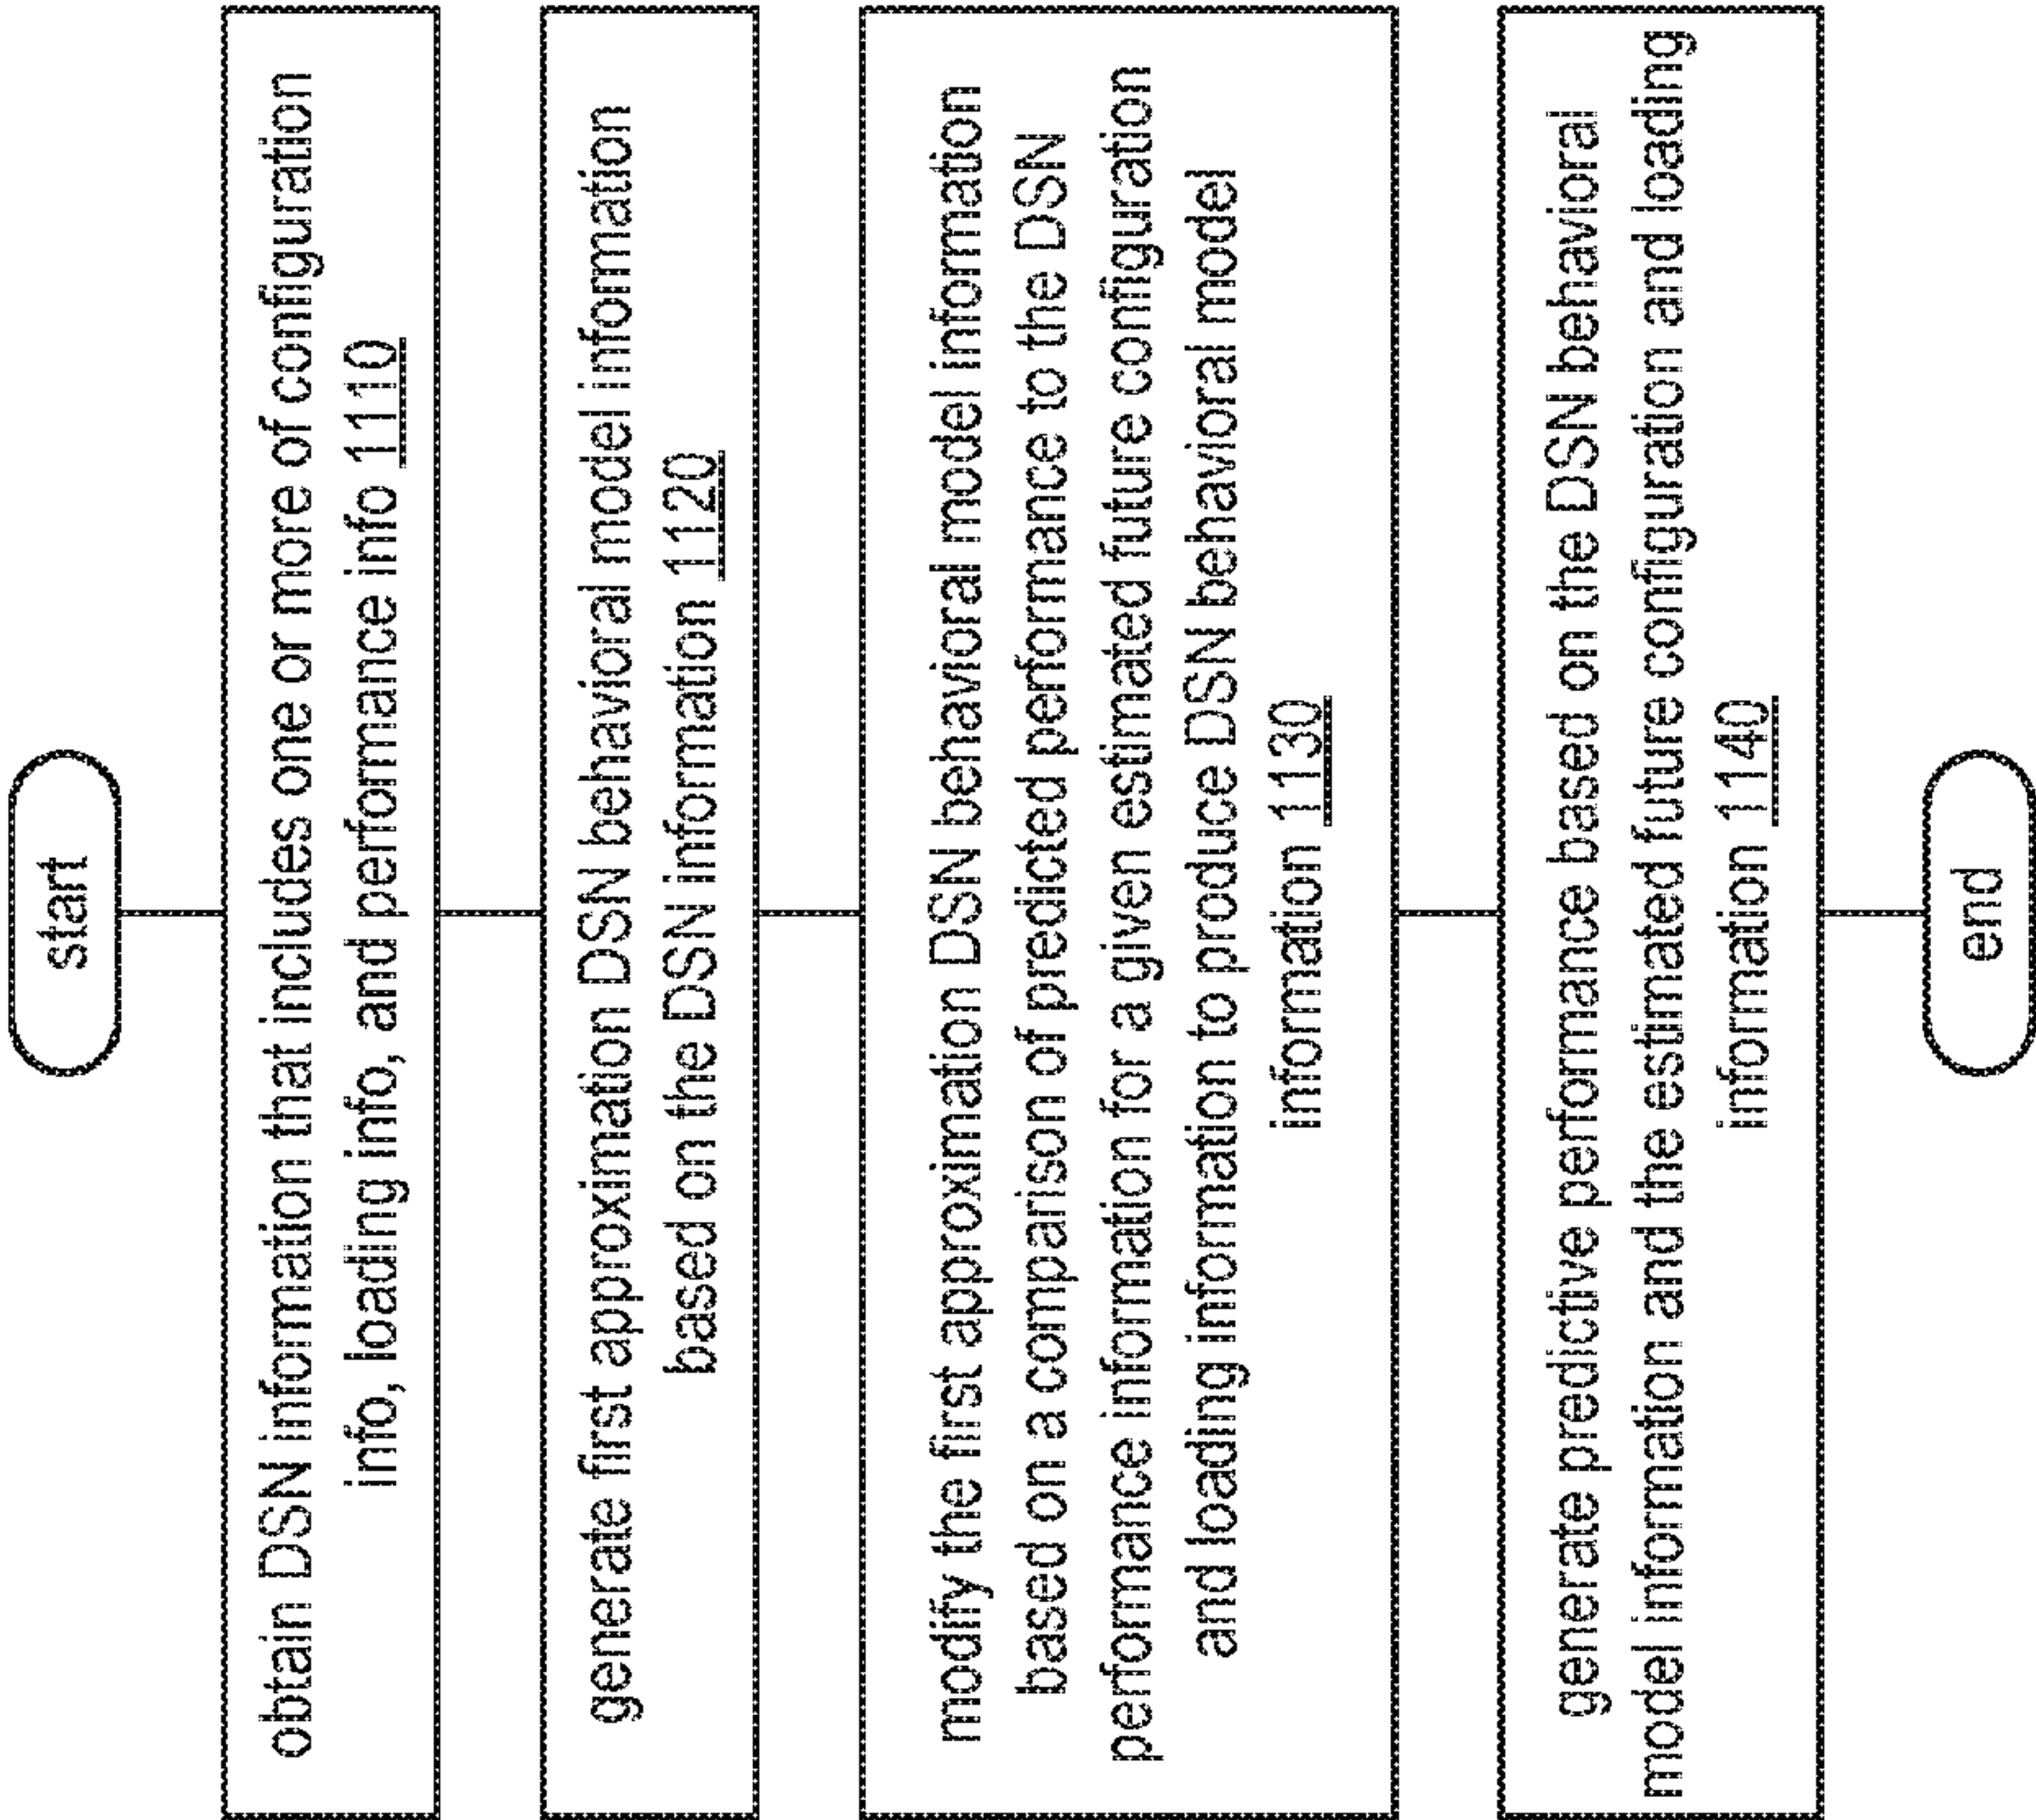 start
obtain DSN information that includes one or more of configuration
info, loading info, and performance info 1110
generate first approximation DSN behavioral model information
based on the DSN information 1120
modify the first approximation DSN behavioral model information
based on a comparison of predicted performance to the DSN
performance information for a given estimated future configuration
and loading information to produce DSN behavioral model
information 1130
generate predictive performance based on the DSN behavioral
model information and the estimated future configuration and loading
information 1140
end